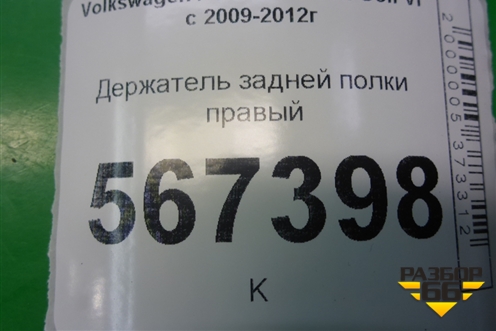 Volkswagen
с 2009-2012г
Держатель задней полки
правый
567398
К
2000005373312
РАЗБОР
66